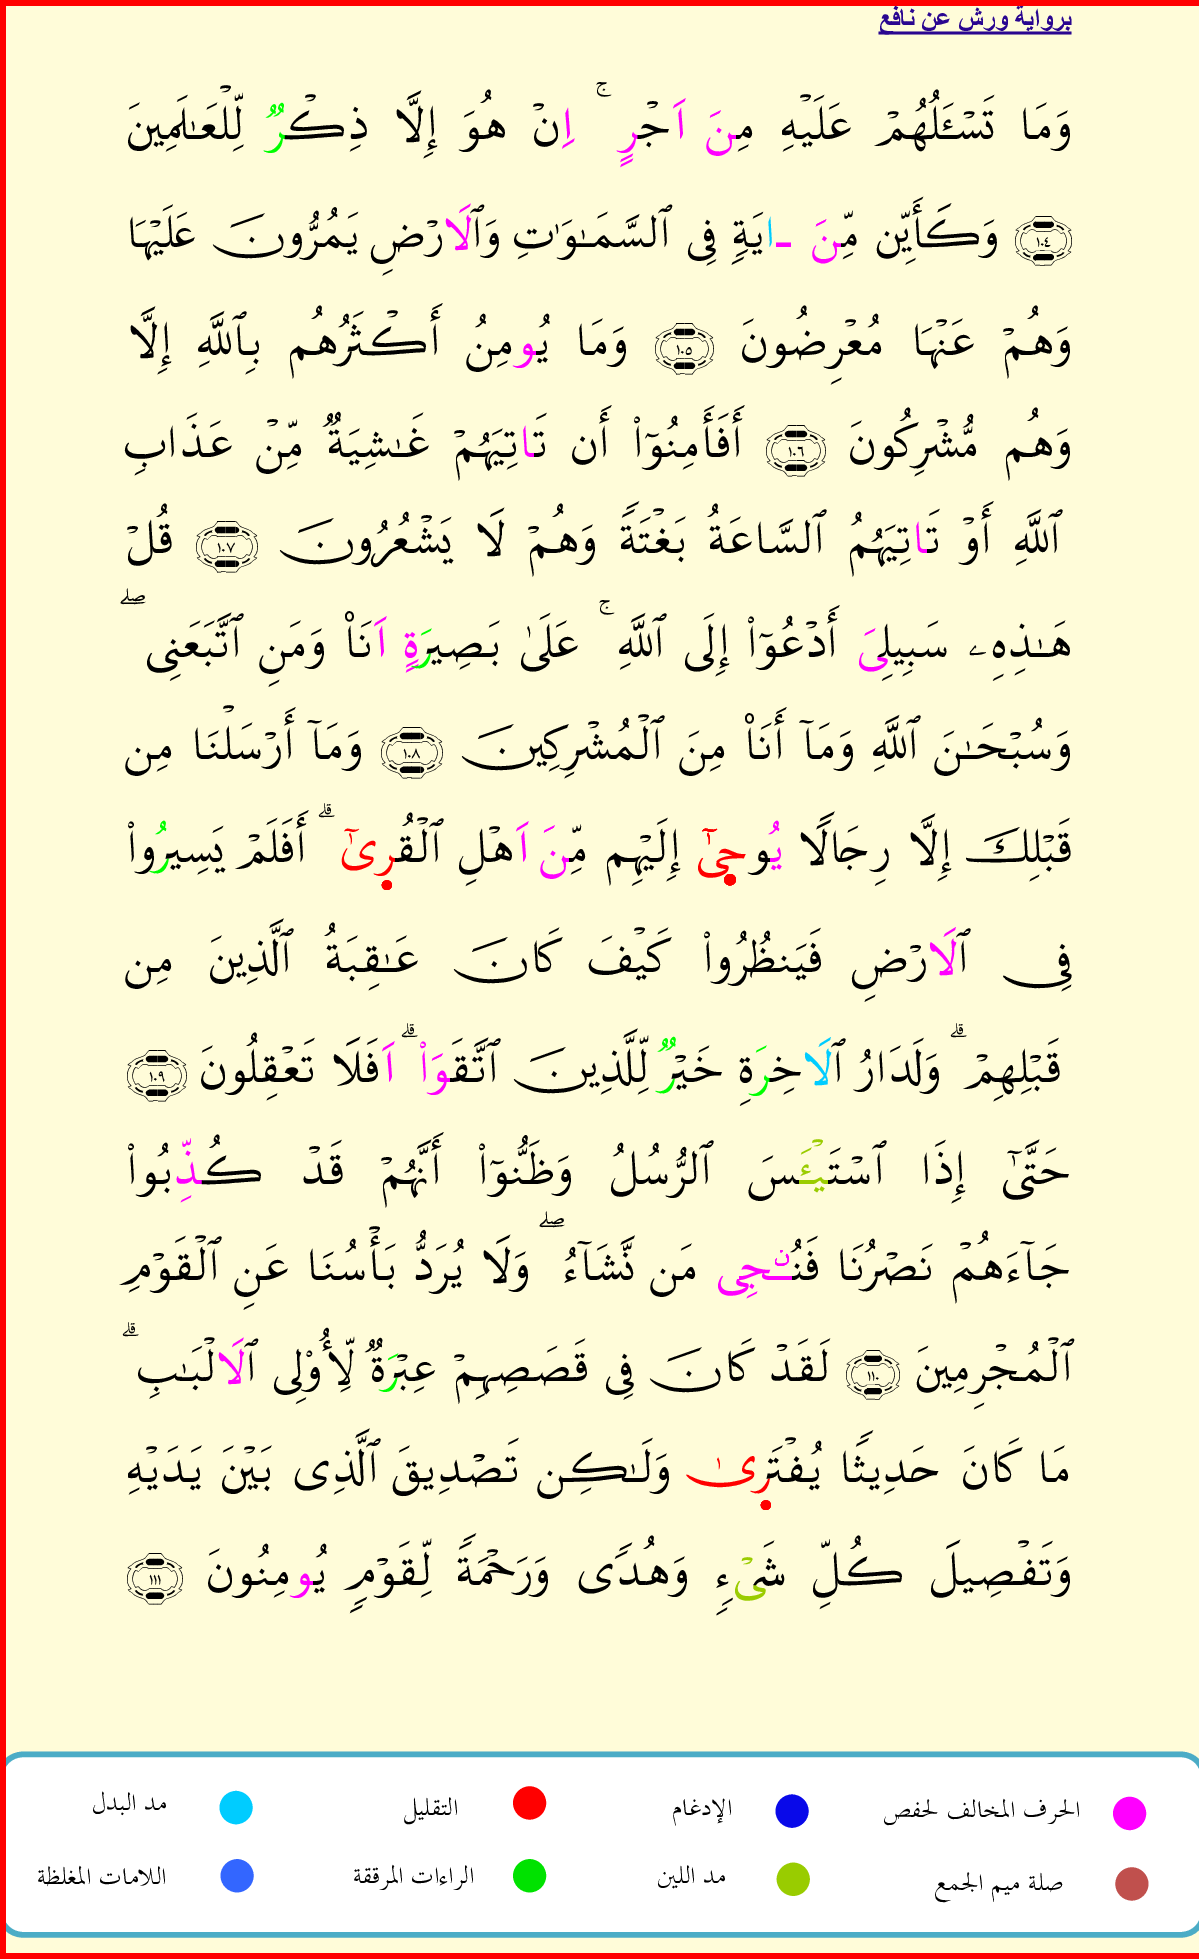 برواية ورش عن نافع
وَمَا تَسْـَٔلُهُمْ عَلَيْهِ مِنَ اَجْرٍ ۚ اِنْ هُوَ إِلَّا ذِكْرٌ لِّلْعَـٰلَمِينَ
١٠٤ وَكَأَيِّن مِّنَ ـ ايَةٍ فِى ٱلسَّمَـٰوَٰتِ وَٱلَارْضِ يَمُرُّونَ عَلَيْهَا
وَهُمْ عَنْهَا مُعْرِضُونَ ١٠٥ وَمَا يُومِنُ أَكْثَرُهُم بِٱللَّهِ إِلَّا
وَهُم مُّشْرِكُونَ ١٠٦ أَفَأَمِنُوٓا۟ أَن تَاتِيَهُمْ غَـٰشِيَةٌ مِّنْ عَذَابِ
ٱللَّهِ أَوْ تَاتِيَهُمُ ٱلسَّاعَةُ بَغْتَةً وَهُمْ لَا يَشْعُرُونَ ١٠٧ قُلْ
هَـٰذِهِۦ سَبِيلِىَ أَدْعُوٓا۟ إِلَى ٱللَّهِ ۚ عَلَىٰ بَصِيرَةٍ اَنَا۠ وَمَنِ ٱتَّبَعَنِى ۖ
وَسُبْحَـٰنَ ٱللَّهِ وَمَآ أَنَا۠ مِنَ ٱلْمُشْرِكِينَ ١٠٨ وَمَآ أَرْسَلْنَا مِن
قَبْلِكَ إِلَّا رِجَالًا يُوحِىٰٓ إِلَيْهِم مِّنَ اَهْلِ ٱلْقُرِىٰٓ ۗ أَفَلَمْ يَسِيرُوا۟
فِى ٱلَارْضِ فَيَنظُرُوا۟ كَيْفَ كَانَ عَـٰقِبَةُ ٱلَّذِينَ مِن
قَبْلِهِمْ ۗ وَلَدَارُ ٱلَاخِرَةِ خَيْرٌ لِّلَّذِينَ ٱتَّقَوَا۟ ۗ اَفَلَا تَعْقِلُونَ ١٠٩
حَتَّىٰٓ إِذَا ٱسْتَيْـَٔسَ ٱلرُّسُلُ وَظَنُّوٓا۟ أَنَّهُمْ قَدْ كُذِّبُوا۟
جَآءَهُمْ نَصْرُنَا فَنُـۨجِى مَن نَّشَآءُ ۖ وَلَا يُرَدُّ بَأْسُنَا عَنِ ٱلْقَوْمِ
ٱلْمُجْرِمِينَ ١١٠ لَقَدْ كَانَ فِى قَصَصِهِمْ عِبْرَةٌ لِّأُو۟لِى ٱلَالْبَـٰبِ ۗ
مَا كَانَ حَدِيثًا يُفْتَرِىٰ وَلَـٰكِن تَصْدِيقَ ٱلَّذِى بَيْنَ يَدَيْهِ
وَتَفْصِيلَ كُلِّ شَىْءٍ وَهُدًى وَرَحْمَةً لِّقَوْمٍ يُومِنُونَ ١١١
الحرف المخالف لحفص الإدغام التقليل مد البدل
صلة ميم الجمع مد اللين الراءات المرققة اللامات المغلظة